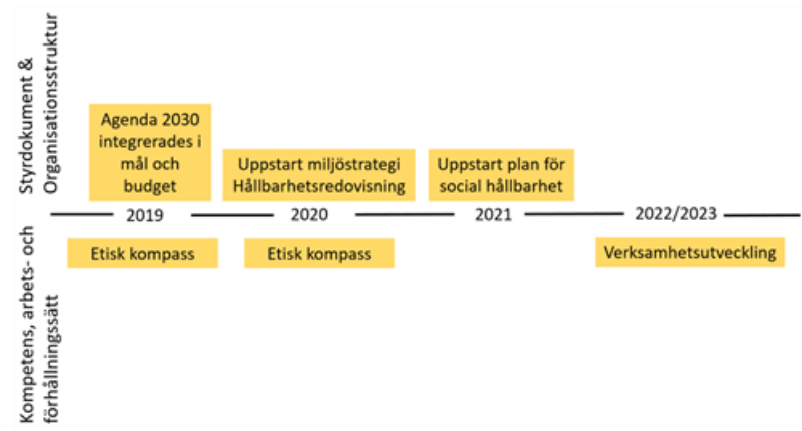 Styrdokument &
Organisationsstruktur
Agenda 2030
integrerades i
mål och
budget
Uppstart miljöstrategi
Hållbarhetsredovisning
Uppstart plan för
social hållbarhet
2019
2020
2021
2022/2023
Kompetens, arbets- och
förhållningssätt
Etisk kompass
Etisk kompass
Verksamhetsutveckling